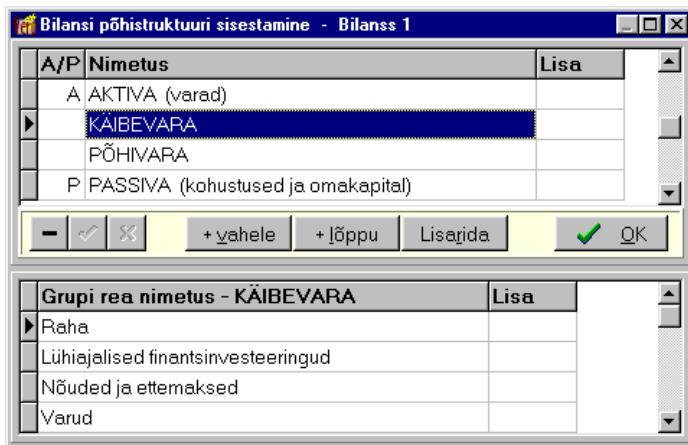 Bilansi põhistruktuuri sisestamine - Bilanss 1
A/P Nimetus Lisa
A AKTIVA (varad)
KÄIBEVARA
PÕHIVARA
P PASSIVA (kohustused ja omakapital)
+ vahele + lõppu Lisarida OK
Grupi rea nimetus - KÄIBEVARA Lisa
Raha
Lühiajalised finantsinvesteeringud
Nõuded ja ettemaksed
Varud